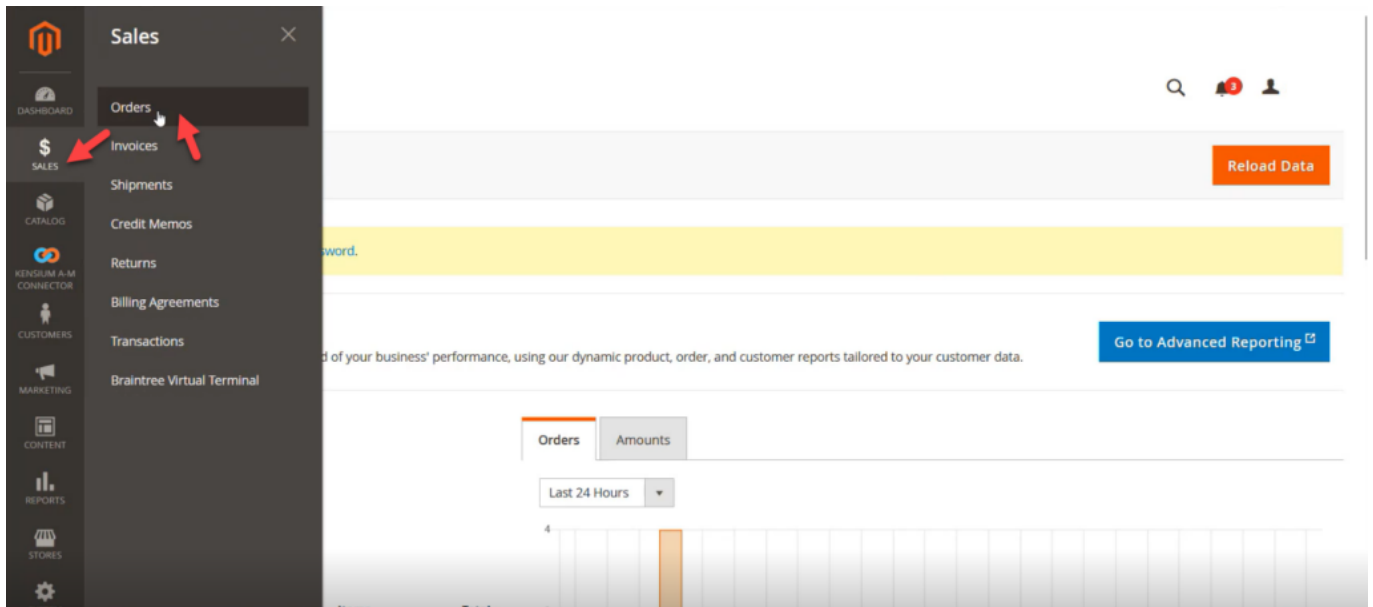 Sales
DASHBOARD
SALES
CATALOG
KENSIUM A-M
CONNECTOR
CUSTOMERS
MARKETING
CONTENT
REPORTS
STORES
Orders
Invoices
Shipments
Credit Memos
Returns
Billing Agreements
Transactions
Braintree Virtual Terminal
3
Reload Data
sword.
Go to Advanced Reporting
of your business' performance, using our dynamic product, order, and customer reports tailored to your customer data.
Orders
Amounts
Last 24 Hours
4